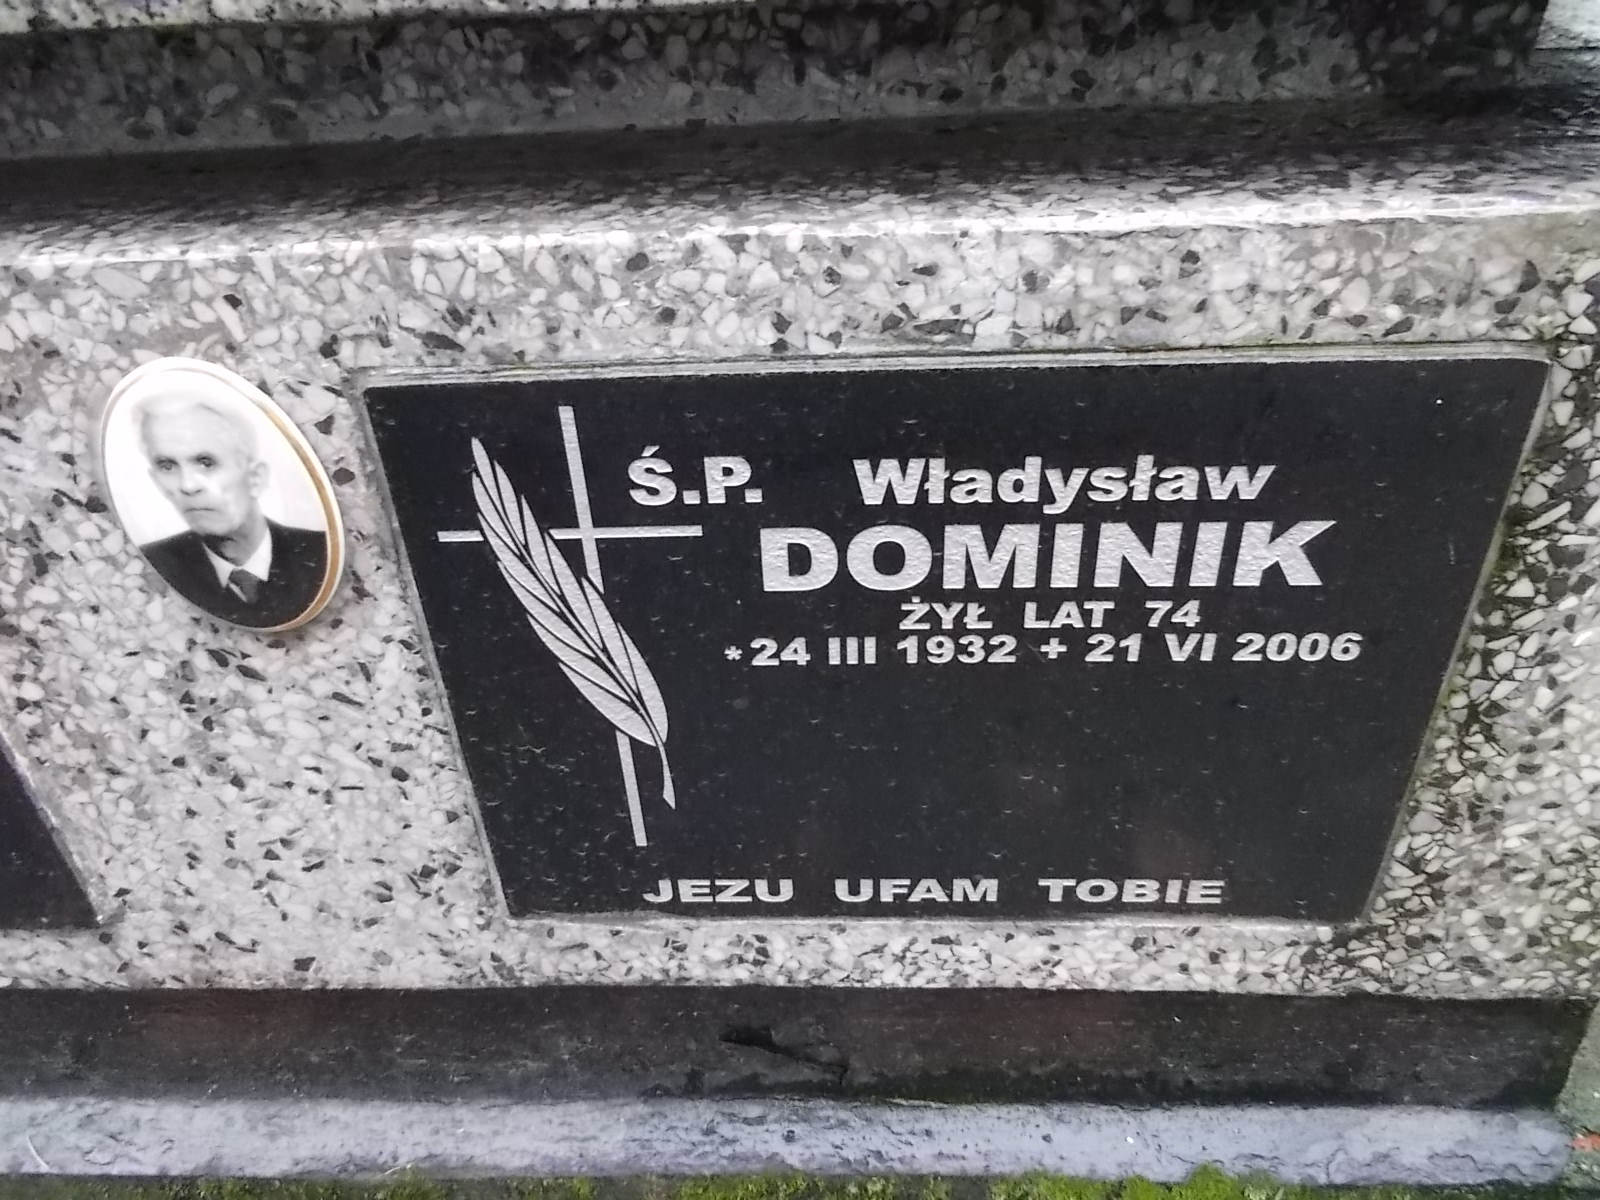 Ś.P. Władysław
DOMINIK
ŻYŁ LAT 74
*24 III 1932 + 21 VI 2006
JEZU UFAM TOBIE